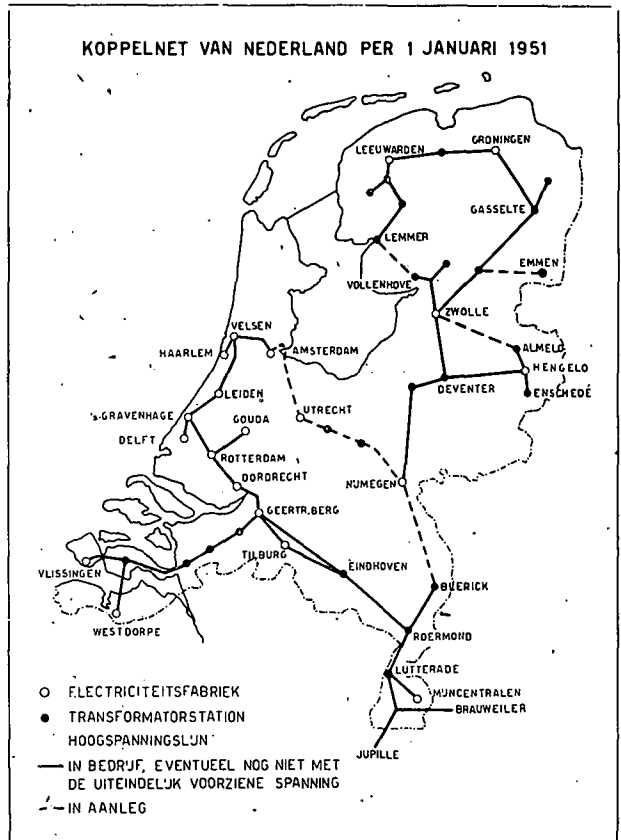 KOPPELNET VAN NEDERLAND PER 1 JANUARI 1951
GRONINGEN
LEEUWARDEN
GASSELTE
LEMMER
EMMEN
VOLLENHOVE
ZWOLLE
VELSEN
HAARLEM
AMSTERDAM
ALMELO
HENGELO
DEVENTER
ENSCHEDÉ
LEIDEN
's-GRAVENHAGE
GOUDA
UTRECHT
DELFT
ROTTERDAM
DORDRECHT
NIJMEGEN
GEERTR.BERG
TILBURG
EINDHOVEN
VLISSINGEN
BLERICK
WESTDORPE
ROERMOND
LUTTERADE
MIJNCENTRALEN
BRAUWEILER
JUPILLE
ELECTRICITEITSFABRIEK
TRANSFORMATORSTATION
HOOGSPANNINGSLIJN
IN BEDRIJF, EVENTUEEL NOG NIET MET
DE UITEINDELIJK VOORZIENE SPANNING
IN AANLEG